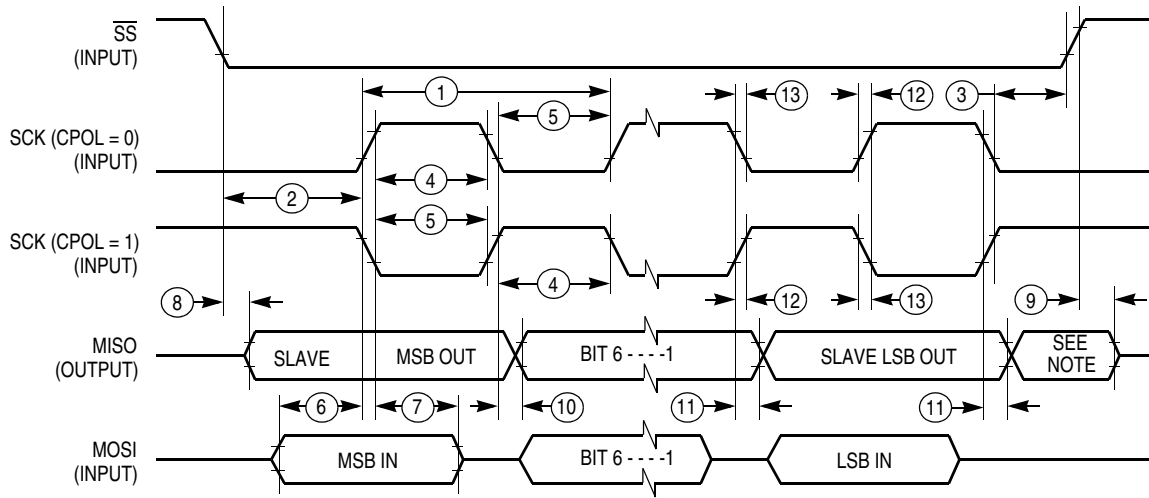 SS
(INPUT)
1
13
12
3
5
SCK (CPOL = 0)
(INPUT)
4
2
5
SCK (CPOL = 1)
(INPUT)
4
12
13
8
9
MISO
(OUTPUT)
SLAVE
MSB OUT
BIT 6 - - - -1
SLAVE LSB OUT
SEE
NOTE
6
7
10
11
11
MOSI
(INPUT)
MSB IN
BIT 6 - - - -1
LSB IN